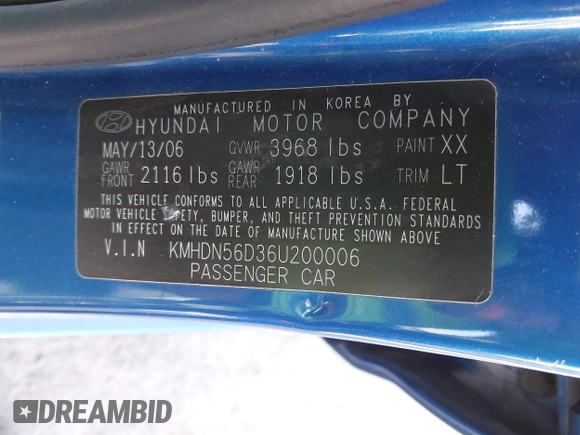 MANUFACTURED IN KOREA BY
HYUNDAI MOTOR COMPANY
MAY/13/06 GVWR 3968 lbs PAINT XX
GAWR FRONT 2116 lbs GAWR REAR 1918 lbs TRIM LT
THIS VEHICLE CONFORMS TO ALL APPLICABLE U.S.A. FEDERAL
MOTOR VEHICLE SAFETY, BUMPER, AND THEFT PREVENTION STANDARDS
IN EFFECT ON THE DATE OF MANUFACTURE SHOWN ABOVE
V.I.N KMHDN56D36U200006
PASSENGER CAR
DREAMBID